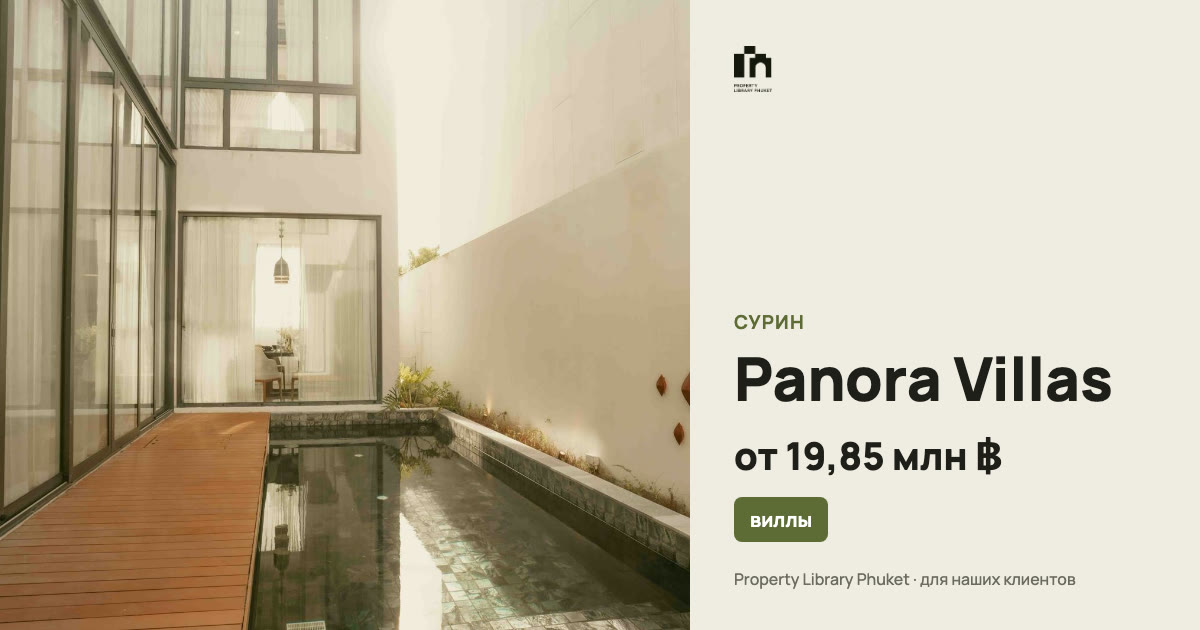 PROPERTY
LIBRARY PHUKET
СУРИН
Panora Villas
от 19,85 млн ฿
виллы
Property Library Phuket · для наших клиентов